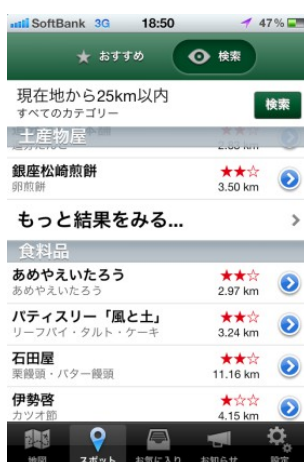 SoftBank 3G 18:50 47%
おすすめ 検索
現在地から25km以内
すべてのカテゴリー
検索
土産物屋
銀座松崎煎餅 ★★☆
卵煎餅 3.50 km
もっと結果をみる...
食料品
あめやえいたろう ★★☆
あめやえいたろう 2.97 km
パティスリー「風と土」 ★★☆
リーフパイ・タルト・ケーキ 3.24 km
石田屋 ★☆☆
栗饅頭・バター饅頭 11.16 km
伊勢啓 ★☆☆
カツオ節 4.15 km
地図 スポット お気に入り お知らせ 設定